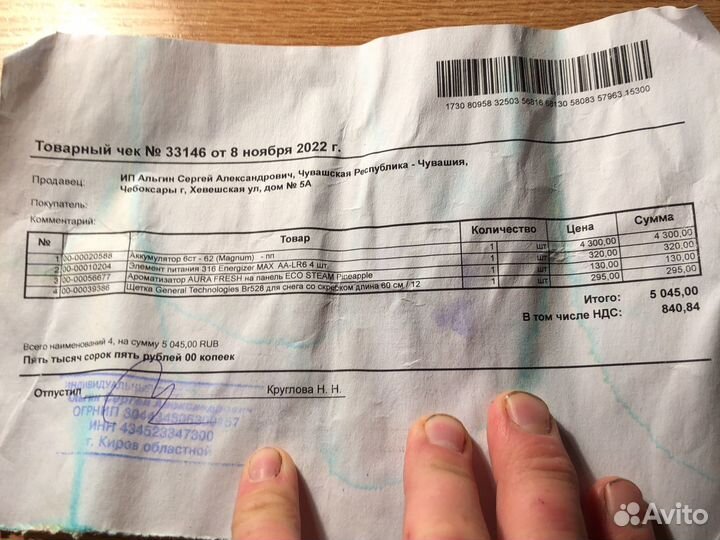 1730 80958 32503 56816 68130 58083 57963 15300
Товарный чек № 33146 от 8 ноября 2022 г.
Продавец: ИП Альгин Сергей Александрович, Чувашская Республика - Чувашия,
Чебоксары г, Хевешская ул, дом № 5А
Покупатель:
Комментарий:
№ Товар Количество Цена Сумма
1 00-00020588 Аккумулятор 6ст - 62 (Magnum) - пп 1 шт 4 300,00 4 300,00
2 00-00010204 Элемент питания 316 Energizer MAX AA-LR6 4 шт. 1 шт 320,00 320,00
3 00-00056677 Ароматизатор AURA FRESH на панель ECO STEAM Pineapple 1 шт 130,00 130,00
4 00-00039386 Щетка General Technologies Br528 для снега со скребком длина 60 см / 12 1 шт 295,00 295,00
Итого: 5 045,00
В том числе НДС: 840,84
Всего наименований 4, на сумму 5 045,00 RUB
Пять тысяч сорок пять рублей 00 копеек
Отпустил Круглова Н. Н.
ОГРНИП
ИНН 434523347300
г. Киров областной
Avito